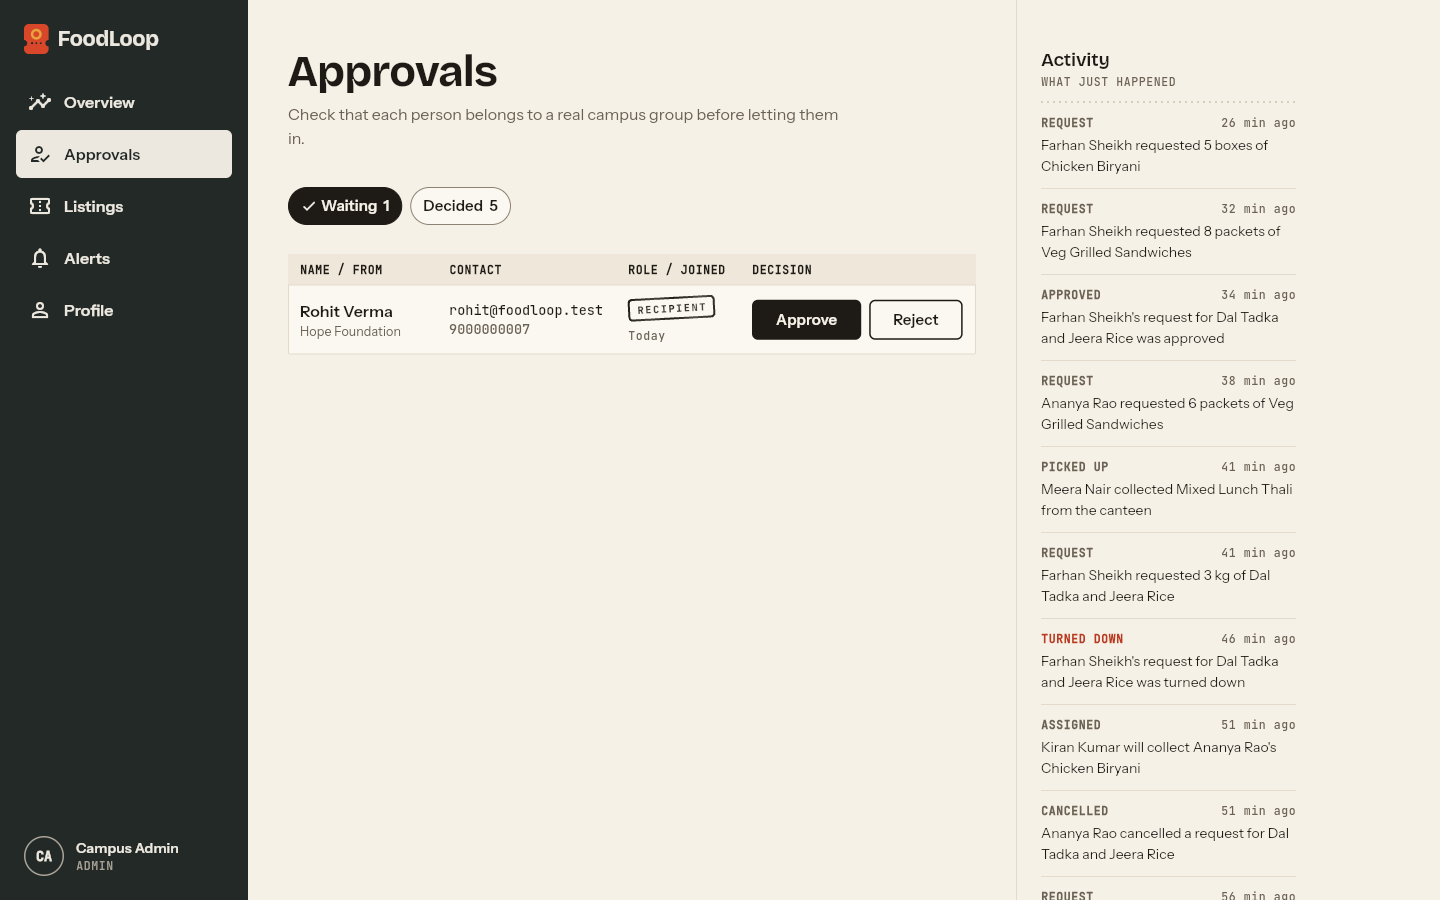 FoodLoop
Overview
Approvals
Listings
Alerts
Profile
CA
Campus Admin
ADMIN
Approvals
Check that each person belongs to a real campus group before letting them
in.
Waiting 1
Decided 5
NAME / FROM
CONTACT
ROLE / JOINED
DECISION
Rohit Verma
Hope Foundation
rohit@foodloop.test
9000000007
RECIPIENT
Today
Approve
Reject
Activity
WHAT JUST HAPPENED
REQUEST 26 min ago
Farhan Sheikh requested 5 boxes of
Chicken Biryani
REQUEST 32 min ago
Farhan Sheikh requested 8 packets of
Veg Grilled Sandwiches
APPROVED 34 min ago
Farhan Sheikh's request for Dal Tadka
and Jeera Rice was approved
REQUEST 38 min ago
Ananya Rao requested 6 packets of Veg
Grilled Sandwiches
PICKED UP 41 min ago
Meera Nair collected Mixed Lunch Thali
from the canteen
REQUEST 41 min ago
Farhan Sheikh requested 3 kg of Dal
Tadka and Jeera Rice
TURNED DOWN 46 min ago
Farhan Sheikh's request for Dal Tadka
and Jeera Rice was turned down
ASSIGNED 51 min ago
Kiran Kumar will collect Ananya Rao's
Chicken Biryani
CANCELLED 51 min ago
Ananya Rao cancelled a request for Dal
Tadka and Jeera Rice
REQUEST 56 min ago